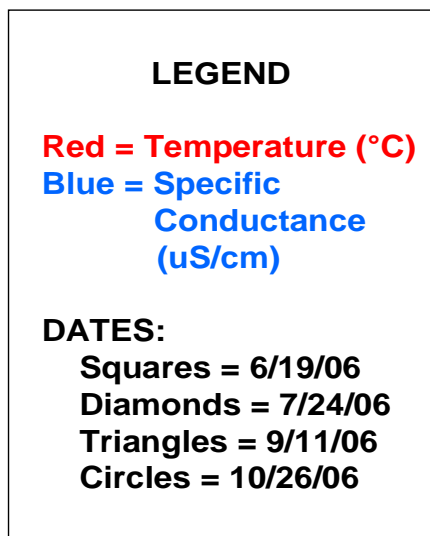 LEGEND
Red = Temperature (°C)
Blue = Specific
Conductance
(uS/cm)
DATES:
Squares = 6/19/06
Diamonds = 7/24/06
Triangles = 9/11/06
Circles = 10/26/06